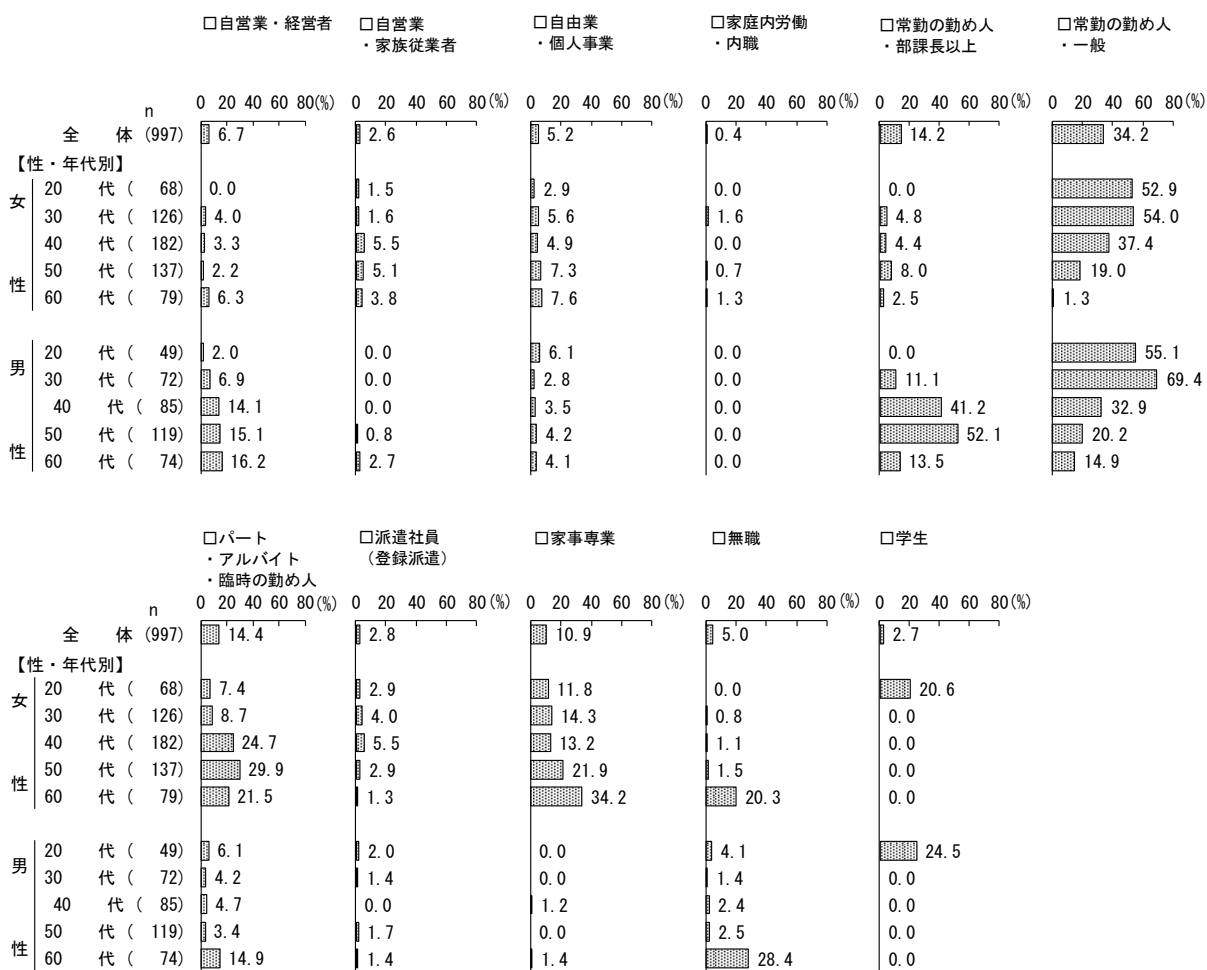 □自営業・経営者 □自営業 □自由業 □家庭内労働 □常勤の勤め人 □常勤の勤め人
・家族従業者 ・個人事業 ・内職 ・部課長以上 ・一般
n 0 20 40 60 80(%) 0 20 40 60 80(%) 0 20 40 60 80(%) 0 20 40 60 80(%) 0 20 40 60 80(%) 0 20 40 60 80(%)
全 体 (997) 6.7 2.6 5.2 0.4 14.2 34.2
【性・年代別】
女性
20 代 ( 68) 0.0 1.5 2.9 0.0 0.0 52.9
30 代 ( 126) 4.0 1.6 5.6 1.6 4.8 54.0
40 代 ( 182) 3.3 5.5 4.9 0.0 4.4 37.4
50 代 ( 137) 2.2 5.1 7.3 0.7 8.0 19.0
60 代 ( 79) 6.3 3.8 7.6 1.3 2.5 1.3
男性
20 代 ( 49) 2.0 0.0 6.1 0.0 0.0 55.1
30 代 ( 72) 6.9 0.0 2.8 0.0 11.1 69.4
40 代 ( 85) 14.1 0.0 3.5 0.0 41.2 32.9
50 代 ( 119) 15.1 0.8 4.2 0.0 52.1 20.2
60 代 ( 74) 16.2 2.7 4.1 0.0 13.5 14.9
□パート □派遣社員 □家事専業 □無職 □学生
・アルバイト (登録派遣)
・臨時の勤め人
n 0 20 40 60 80(%) 0 20 40 60 80(%) 0 20 40 60 80(%) 0 20 40 60 80(%) 0 20 40 60 80(%)
全 体 (997) 14.4 2.8 10.9 5.0 2.7
【性・年代別】
女性
20 代 ( 68) 7.4 2.9 11.8 0.0 20.6
30 代 ( 126) 8.7 4.0 14.3 0.8 0.0
40 代 ( 182) 24.7 5.5 13.2 1.1 0.0
50 代 ( 137) 29.9 2.9 21.9 1.5 0.0
60 代 ( 79) 21.5 1.3 34.2 20.3 0.0
男性
20 代 ( 49) 6.1 2.0 0.0 4.1 24.5
30 代 ( 72) 4.2 1.4 0.0 1.4 0.0
40 代 ( 85) 4.7 0.0 1.2 2.4 0.0
50 代 ( 119) 3.4 1.7 0.0 2.5 0.0
60 代 ( 74) 14.9 1.4 1.4 28.4 0.0